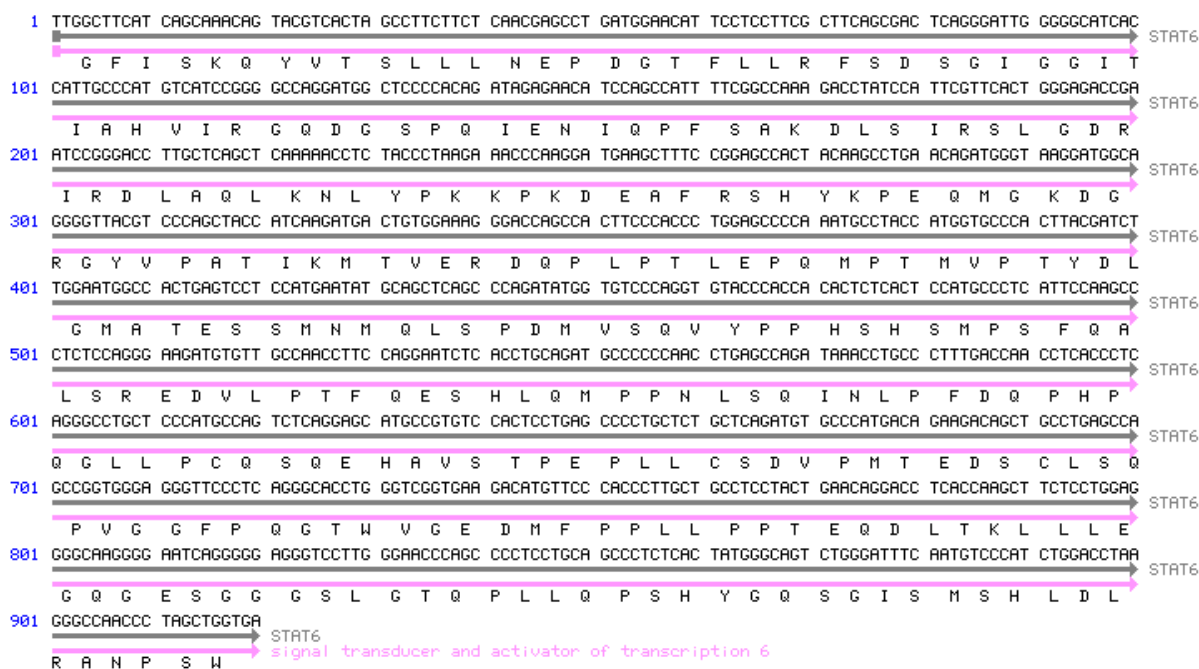 1 TTGGCTTCAT CAGCAAACAG TACGTCACTA GCCTTCTTCT CAACGAGCCT GATGGAACAT TCCTCCTTCG CTTCAGCGAC TCAGGGATTG GGGGCATCAC
STAT6
G F I S K Q Y V T S L L L N E P D G T F L L R F S D S G I G G I T
101 CATTGCCCAT GTCATCCGGG GCCAGGATGG CTCCCCACAG ATAGAGAACA TCCAGCCATT TTCGGCCAAA GACCTATCCA TTCGTTCACT GGGAGACCGA
STAT6
I A H V I R G Q D G S P Q I E N I Q P F S A K D L S I R S L G D R
201 ATCCGGGACC TTGCTCAGCT CAAAAACCTC TACCCTAAGA AACCCAAGGA TGAAGCTTTC CGGAGCCACT ACAAGCCTGA ACAGATGGGT AAGGATGGCA
STAT6
I R D L A Q L K N L Y P K K P K D E A F R S H Y K P E Q M G K D G
301 GGGGTTACGT CCCAGCTACC ATCAAGATGA CTGTGGAAAG GGACCAGCCA CTTCCCACCC TGGAGCCCCA AATGCCTACC ATGGTGCCCA CTTACGATCT
STAT6
R G Y V P A T I K M T V E R D Q P L P T L E P Q M P T M V P T Y D L
401 TGGAATGGCC ACTGAGTCCT CCATGAATAT GCAGCTCAGC CCAGATATGG TGTCCCAGGT GTACCCACCA CACTCTCACT CCATGCCCTC ATTCCAAGCC
STAT6
G M A T E S S M N M Q L S P D M V S Q V Y P P H S H S M P S F Q A
501 CTCTCCAGGG AAGATGTGTT GCCAACCTTC CAGGAATCTC ACCTGCAGAT GCCCCCCAAC CTGAGCCAGA TAAACCTGCC CTTTGACCAA CCTCACCCTC
STAT6
L S R E D V L P T F Q E S H L Q M P P N L S Q I N L P F D Q P H P
601 AGGGCCTGCT CCCATGCCAG TCTCAGGAGC ATGCCGTGTC CACTCCTGAG CCCCTGCTCT GCTCAGATGT GCCCATGACA GAAGACAGCT GCCTGAGCCA
STAT6
Q G L L P C Q S Q E H A V S T P E P L L C S D V P M T E D S C L S Q
701 GCCGGTGGGA GGGTTCCCTC AGGGCACCTG GGTCGGTGAA GACATGTTCC CACCCTTGCT GCCTCCTACT GAACAGGACC TCACCAAGCT TCTCCTGGAG
STAT6
P V G G F P Q G T W V G E D M F P P L L P P T E Q D L T K L L L E
801 GGGCAAGGGG AATCAGGGGG AGGGTCCTTG GGAACCCAGC CCCTCCTGCA GCCCTCTCAC TATGGGCAGT CTGGGATTTC AATGTCCCAT CTGGACCTAA
STAT6
G Q G E S G G G S L G T Q P L L Q P S H Y G Q S G I S M S H L D L
901 GGGCCAACCC TAGCTGGTGA
STAT6
signal transducer and activator of transcription 6
R A N P S W